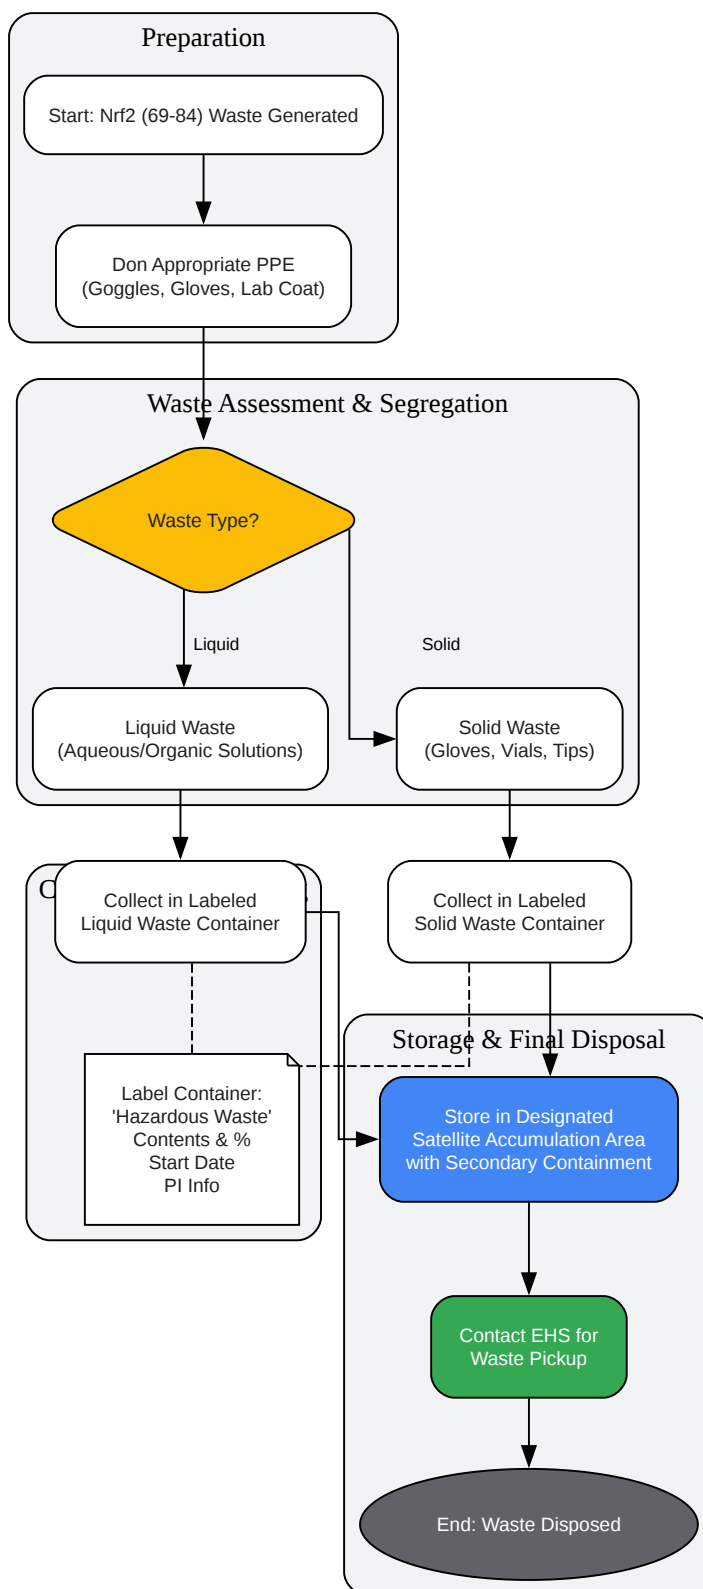 Preparation
Start: Nrf2 (69-84) Waste Generated
Don Appropriate PPE
(Goggles, Gloves, Lab Coat)
Waste Assessment & Segregation
Waste Type?
Liquid
Solid
Liquid Waste
(Aqueous/Organic Solutions)
Solid Waste
(Gloves, Vials, Tips)
Collect in Labeled
Liquid Waste Container
Collect in Labeled
Solid Waste Container
Label Container:
'Hazardous Waste'
Contents & %
Start Date
PI Info
Storage & Final Disposal
Store in Designated
Satellite Accumulation Area
with Secondary Containment
Contact EHS for
Waste Pickup
End: Waste Disposed